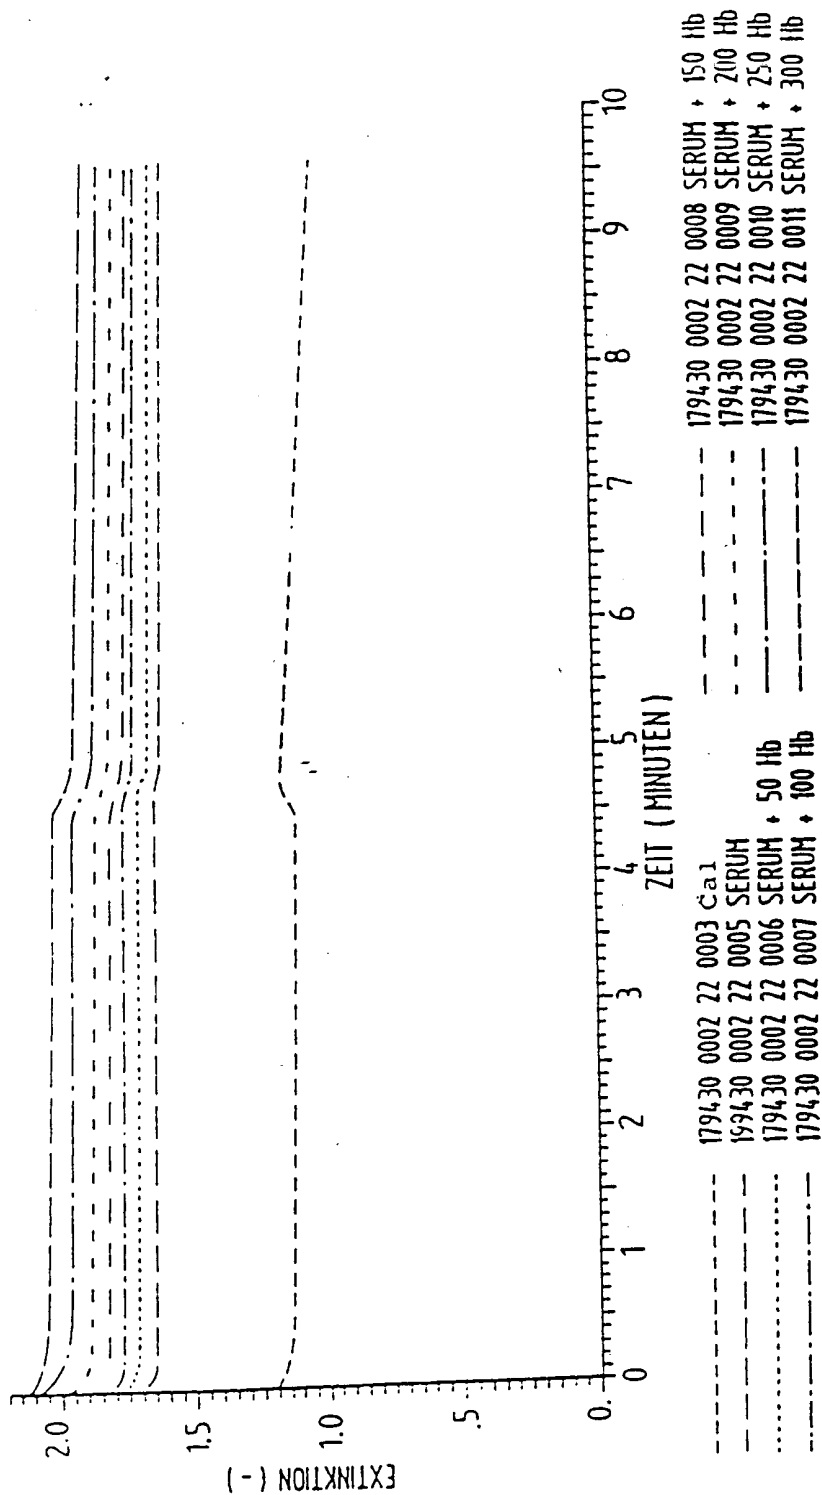 EXTINKTION (-)
2.0
1.5
1.0
.5
0.
0 1 2 3 4 5 6 7 8 9 10
ZEIT (MINUTEN)
179430 0002 22 0003 Cal
199430 0002 22 0005 SERUM
179430 0002 22 0006 SERUM + 50 Hb
179430 0002 22 0007 SERUM + 100 Hb
179430 0002 22 0008 SERUM + 150 Hb
179430 0002 22 0009 SERUM + 200 Hb
179430 0002 22 0010 SERUM + 250 Hb
179430 0002 22 0011 SERUM + 300 Hb